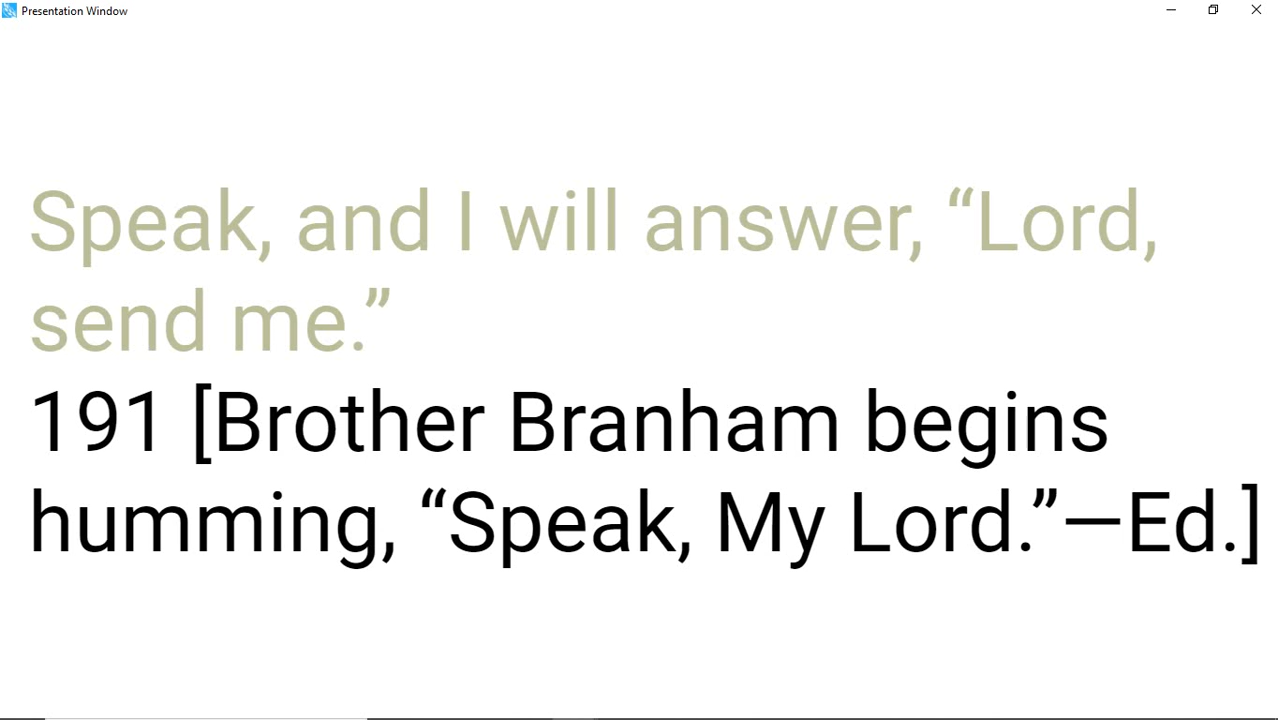 Presentation Window
Speak, and I will answer, “Lord,
send me.”
191 [Brother Branham begins
humming, “Speak, My Lord.”—Ed.]